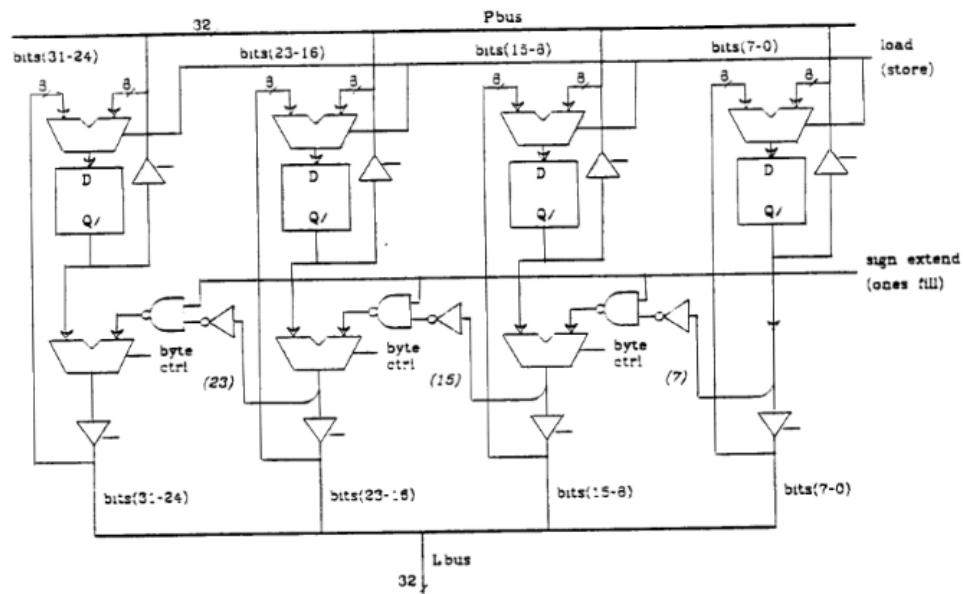 Pbus
32
bits(31-24)
bits(23-16)
bits(15-8)
bits(7-0)
load
(store)
8
8
8
8
8
8
8
8
D
D
D
D
Q/
Q/
Q/
Q/
sign extend
(ones fill)
byte
ctrl
byte
ctrl
byte
ctrl
(23)
(15)
(7)
bits(31-24)
bits(23-16)
bits(15-8)
bits(7-0)
Lbus
32